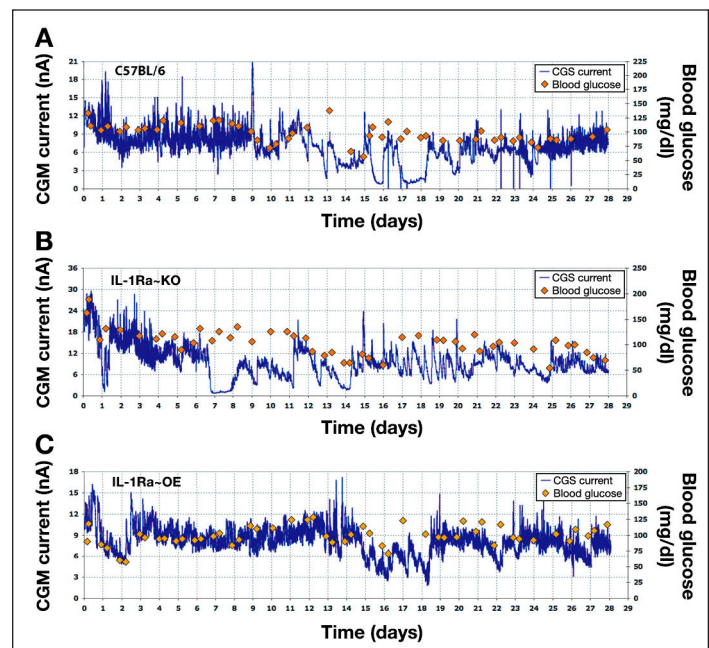 A
C57BL/6
CGS current
Blood glucose
CGM current (nA)
21
18
15
12
9
6
3
0
225
200
175
150
125
100
75
50
25
0
Blood glucose
(mg/dl)
0 1 2 3 4 5 6 7 8 9 10 11 12 13 14 15 16 17 18 19 20 21 22 23 24 25 26 27 28 29
Time (days)
B
IL-1Ra~KO
CGS current
Blood glucose
CGM current (nA)
36
30
24
18
12
6
0
250
200
150
100
50
0
Blood glucose
(mg/dl)
0 1 2 3 4 5 6 7 8 9 10 11 12 13 14 15 16 17 18 19 20 21 22 23 24 25 26 27 28 29
Time (days)
C
IL-1Ra~OE
CGS current
Blood glucose
CGM current (nA)
18
15
12
9
6
3
0
200
175
150
125
100
75
50
25
0
Blood glucose
(mg/dl)
0 1 2 3 4 5 6 7 8 9 10 11 12 13 14 15 16 17 18 19 20 21 22 23 24 25 26 27 28 29
Time (days)